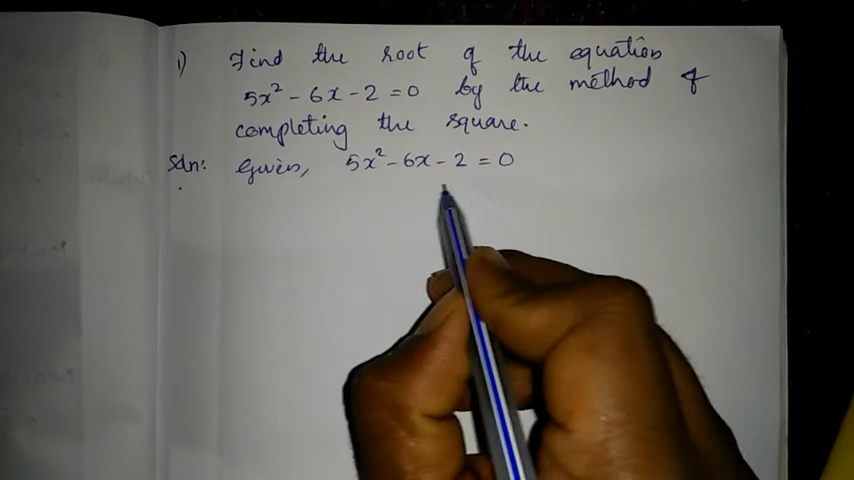 1) Find the root of the equation
5x² - 6x - 2 = 0 by the method of
completing the square.
Soln: Given, 5x² - 6x - 2 = 0